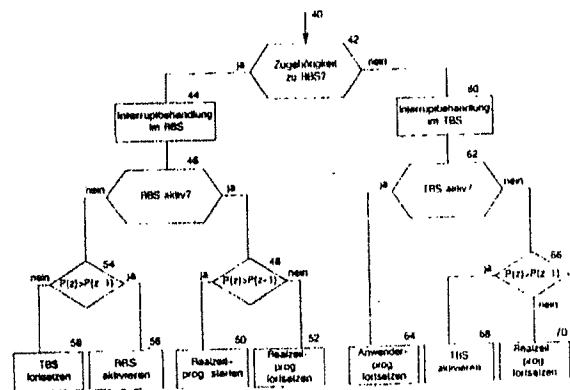 40
42
Zugehörigkeit
zu RBS?
ja
nein
44
Interruptbehandlung
im RBS
60
Interruptbehandlung
im TBS
46
RBS aktiv?
nein
ja
62
TBS aktiv?
ja
nein
54
P(z)>P(z-1)
nein
ja
48
P(z)>P(z-1)
ja
nein
66
P(z)>P(z-1)
ja
nein
58
TBS
fortsetzen
56
RBS
aktivieren
50
Realzeit-
prog starten
52
Realzeit
prog
fortsetzen
64
Anwender-
prog
fortsetzen
68
TBS
aktivieren
70
Realzeit
prog
fortsetzen